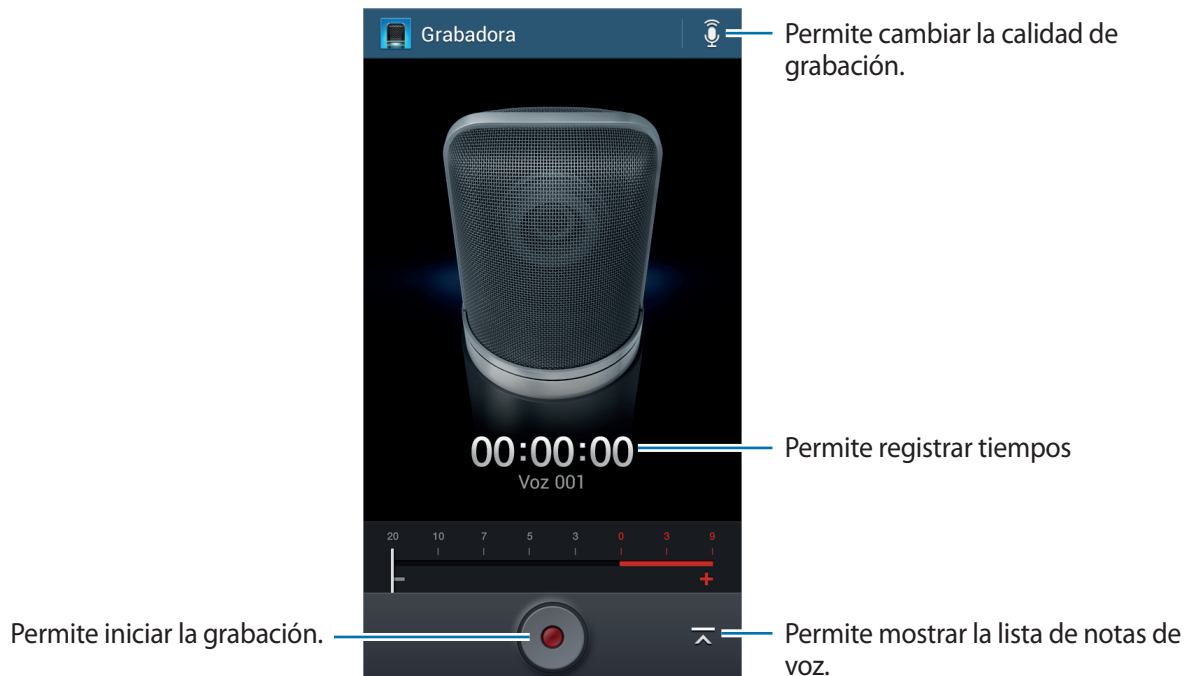 Grabadora
Permite cambiar la calidad de
grabación.
00:00:00
Permite registrar tiempos
Voz 001
20 10 7 5 3 0 3 9
- +
Permite iniciar la grabación.
Permite mostrar la lista de notas de
voz.